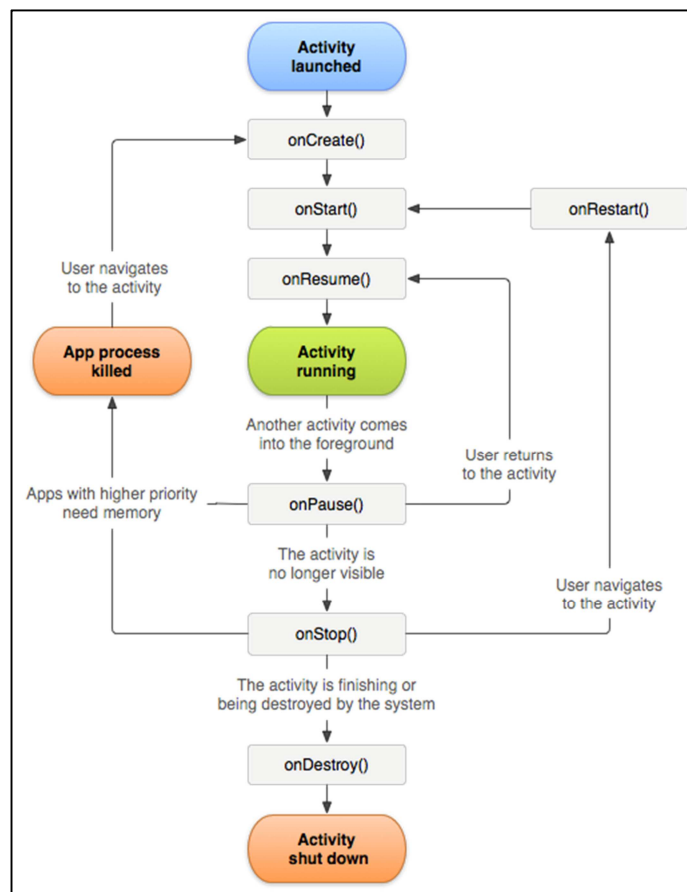 Activity
launched
onCreate()
onStart()
onRestart()
User navigates
to the activity
onResume()
App process
killed
Activity
running
Another activity comes
into the foreground
User returns
to the activity
Apps with higher priority
need memory
onPause()
The activity is
no longer visible
User navigates
to the activity
onStop()
The activity is finishing or
being destroyed by the system
onDestroy()
Activity
shut down